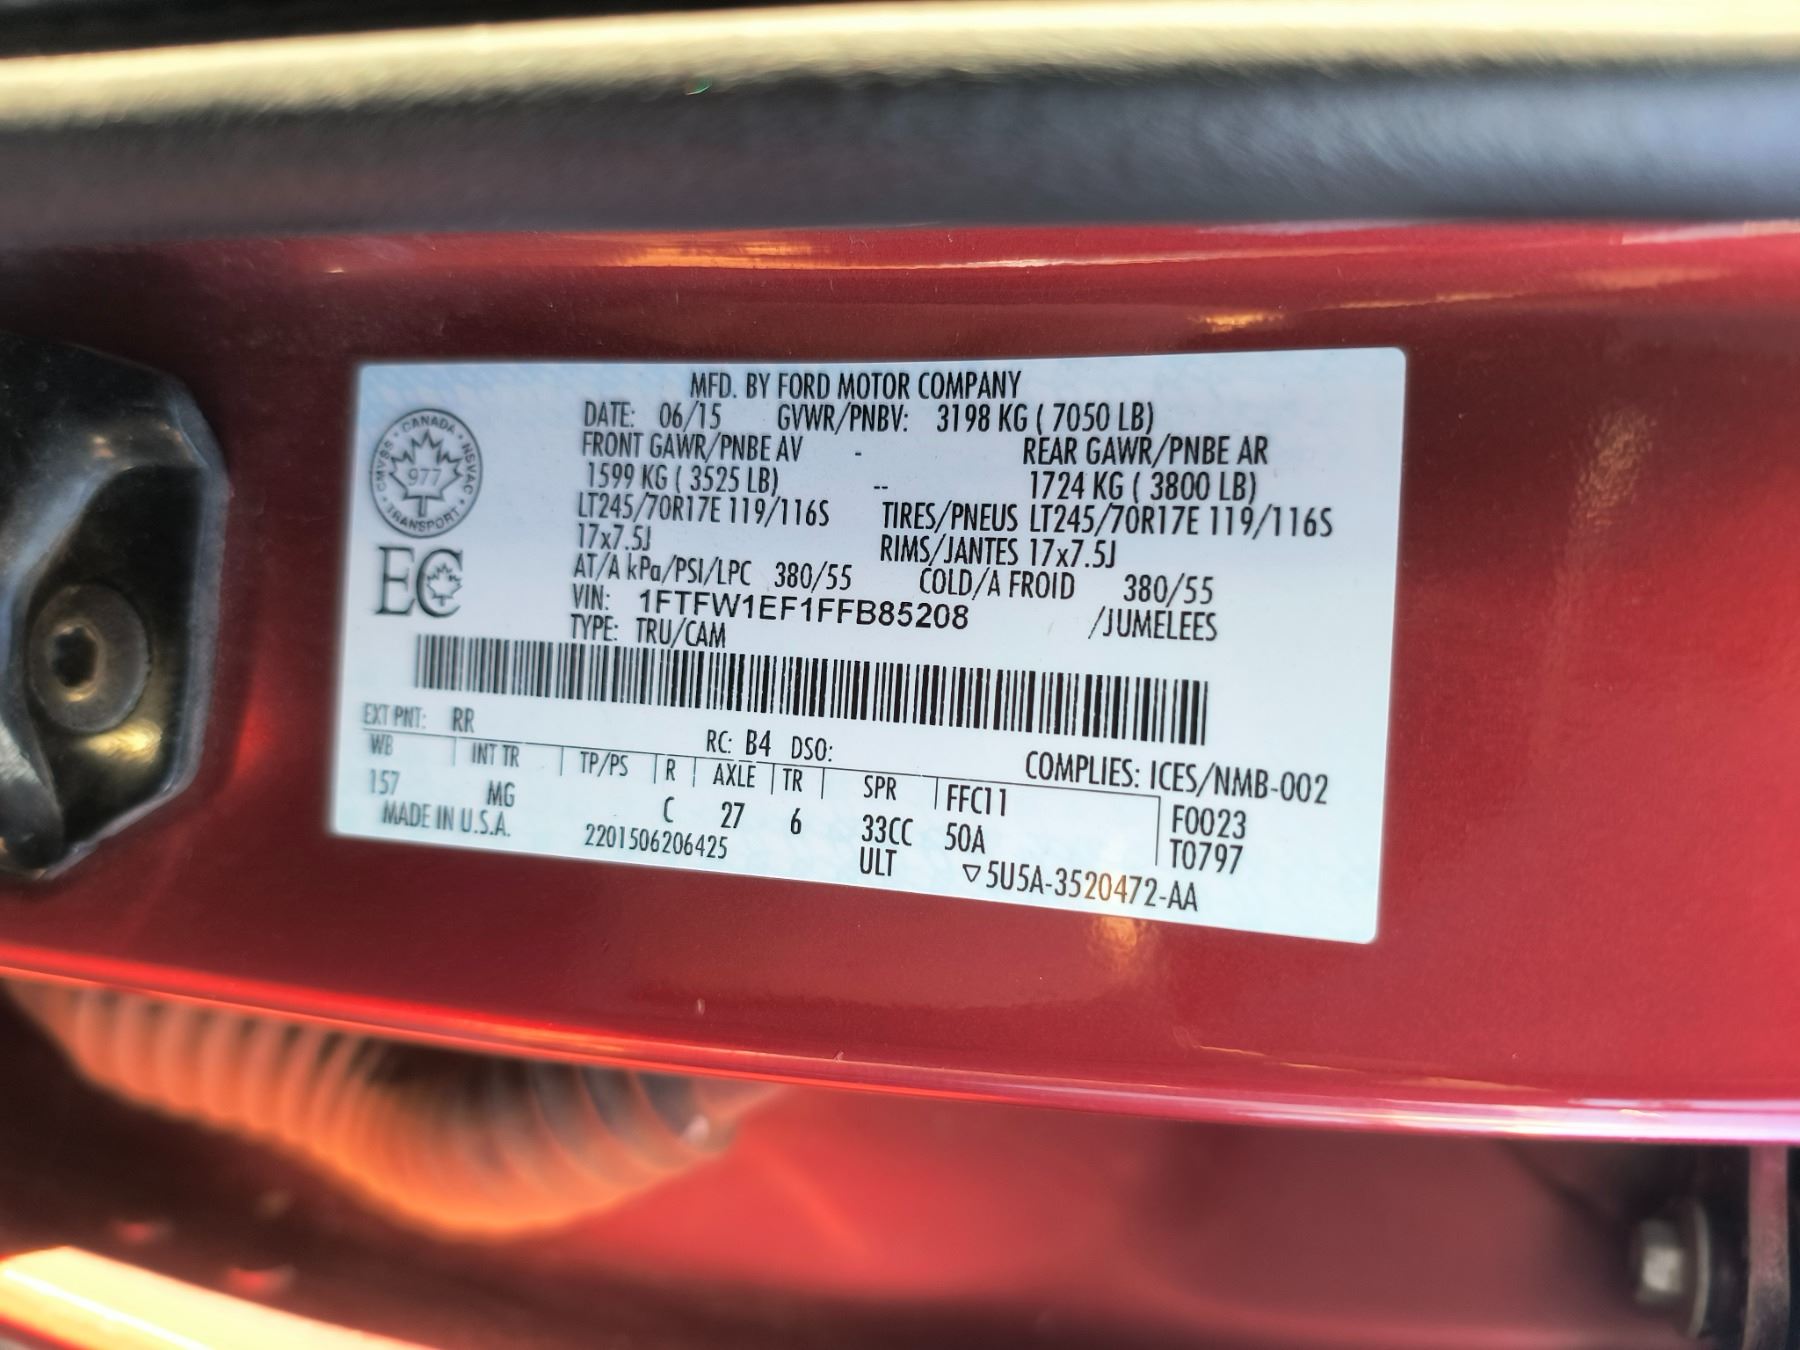 MFD. BY FORD MOTOR COMPANY
DATE: 06/15 GVWR/PNBV: 3198 KG ( 7050 LB)
FRONT GAWR/PNBE AV - REAR GAWR/PNBE AR
1599 KG ( 3525 LB) -- 1724 KG ( 3800 LB)
LT245/70R17E 119/116S TIRES/PNEUS LT245/70R17E 119/116S
17x7.5J RIMS/JANTES 17x7.5J
AT/A kPa/PSI/LPC 380/55 COLD/A FROID 380/55
VIN: 1FTFW1EF1FFB85208 /JUMELEES
TYPE: TRU/CAM
CANADA
CMVSS 977 NSVAC
TRANSPORT
EC
EXT PNT: RR RC: B4 DSO: COMPLIES: ICES/NMB-002
WB INT TR TP/PS R AXLE TR SPR FFC11 F0023
157 MG C 27 6 33CC 50A T0797
MADE IN U.S.A. 2201506206425 ULT ▽5U5A-3520472-AA